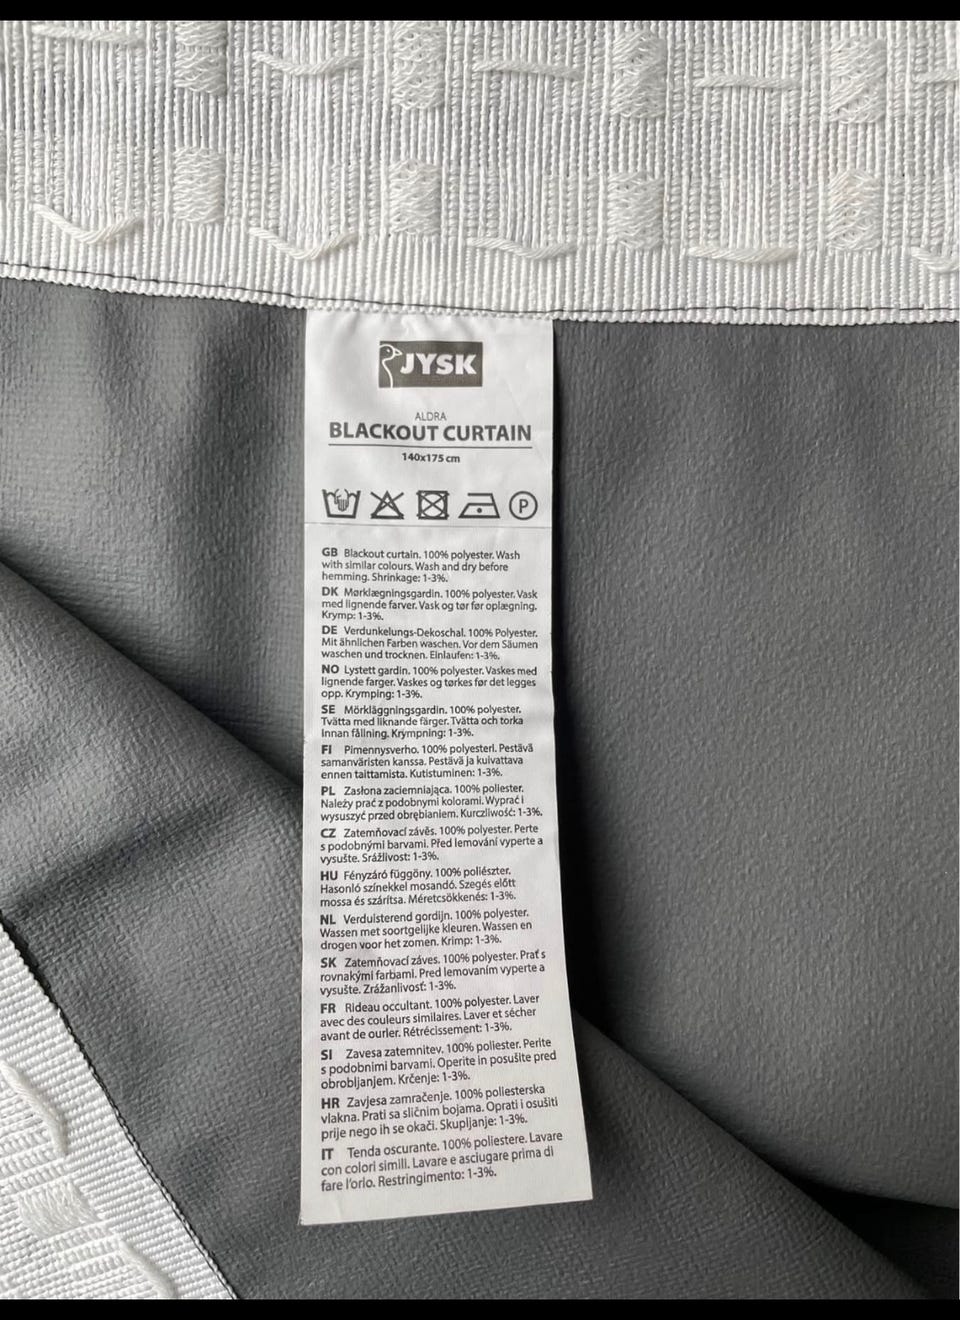 JYSK
ALDRA
BLACKOUT CURTAIN
140x175 cm
P
GB Blackout curtain. 100% polyester. Wash
with similar colours. Wash and dry before
hemming. Shrinkage: 1-3%.
DK Mørklægningsgardin. 100% polyester. Vask
med lignende farver. Vask og tør før oplægning.
Krymp: 1-3%.
DE Verdunkelungs-Dekoschal. 100% Polyester.
Mit ähnlichen Farben waschen. Vor dem Säumen
waschen und trocknen. Einlaufen: 1-3%.
NO Lystett gardin. 100% polyester. Vaskes med
lignende farger. Vaskes og tørkes før det legges
opp. Krymping: 1-3%.
SE Mörkläggningsgardin. 100% polyester.
Tvätta med liknande färger. Tvätta och torka
innan fållning. Krympning: 1-3%.
FI Pimennysverho. 100% polyesteri. Pestävä
samanväristen kanssa. Pestävä ja kuivattava
ennen taittamista. Kutistuminen: 1-3%.
PL Zasłona zaciemniająca. 100% poliester.
Należy prać z podobnymi kolorami. Wyprać i
wysuszyć przed obrębianiem. Kurczliwość: 1-3%.
CZ Zatemňovací závěs. 100% polyester. Perte
s podobnými barvami. Před lemování vyperte a
vysušte. Srážlivost: 1-3%.
HU Fényzáró függöny. 100% poliészter.
Hasonló színekkel mosandó. Szegés előtt
mossa és szárítsa. Méretcsökkenés: 1-3%.
NL Verduisterend gordijn. 100% polyester.
Wassen met soortgelijke kleuren. Wassen en
drogen voor het zomen. Krimp: 1-3%.
SK Zatemňovací záves. 100% polyester. Prať s
rovnakými farbami. Pred lemovaním vyperte a
vysušte. Zrážanlivosť: 1-3%.
FR Rideau occultant. 100% polyester. Laver
avec des couleurs similaires. Laver et sécher
avant de ourler. Rétrécissement: 1-3%.
SI Zavesa zatemnitev. 100% poliester. Perite
s podobnimi barvami. Operite in posušite pred
obrobljanjem. Krčenje: 1-3%.
HR Zavjesa zamračenje. 100% poliesterska
vlakna. Prati sa sličnim bojama. Oprati i osušiti
prije nego ih se okači. Skupljanje: 1-3%.
IT Tenda oscurante. 100% poliestere. Lavare
con colori simili. Lavare e asciugare prima di
fare l'orlo. Restringimento: 1-3%.